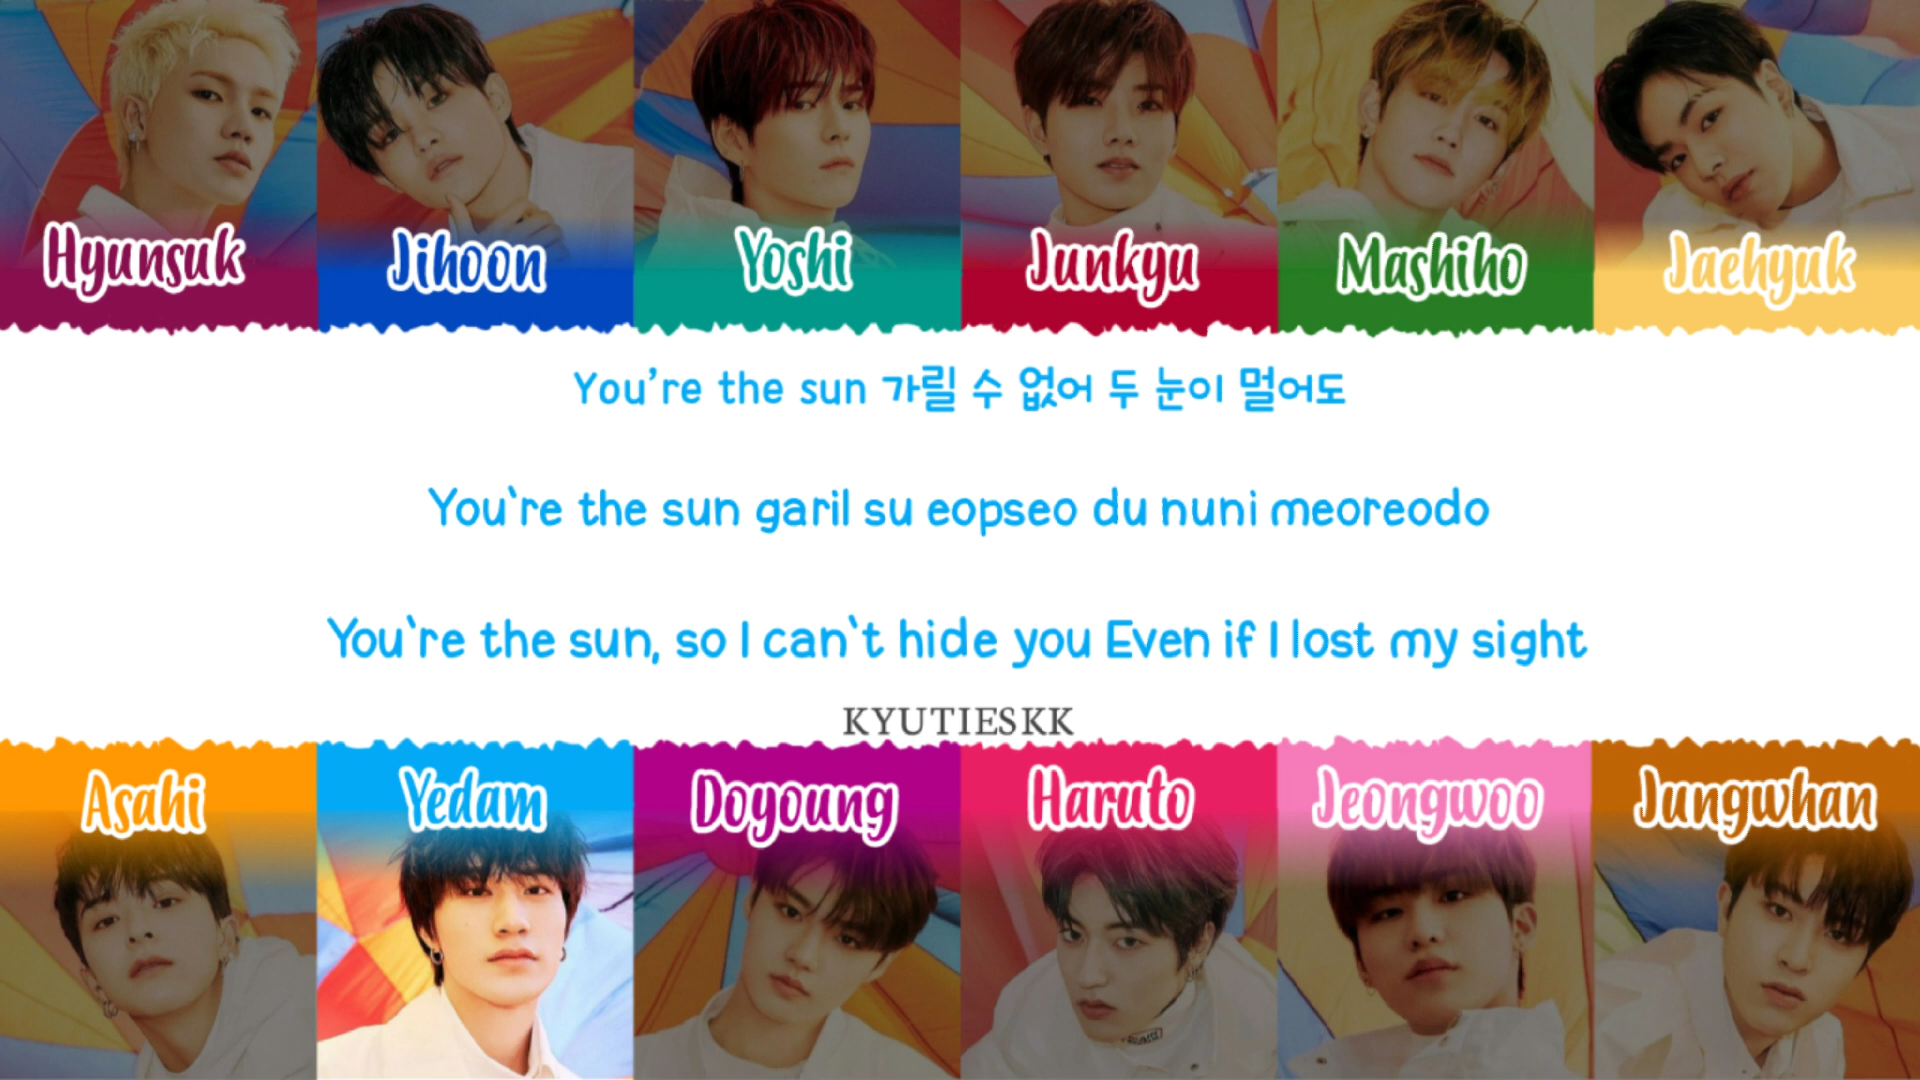 Hyunsuk
Jihoon
Yoshi
Junkyu
Mashiho
Jaehyuk
You're the sun 가릴 수 없어 두 눈이 멀어도
You`re the sun garil su eopseo du nuni meoreodo
You`re the sun, so I can`t hide you Even if I lost my sight
KYUTIESKK
Asahi
Yedam
Doyoung
Haruto
Jeongwoo
Jungwhan